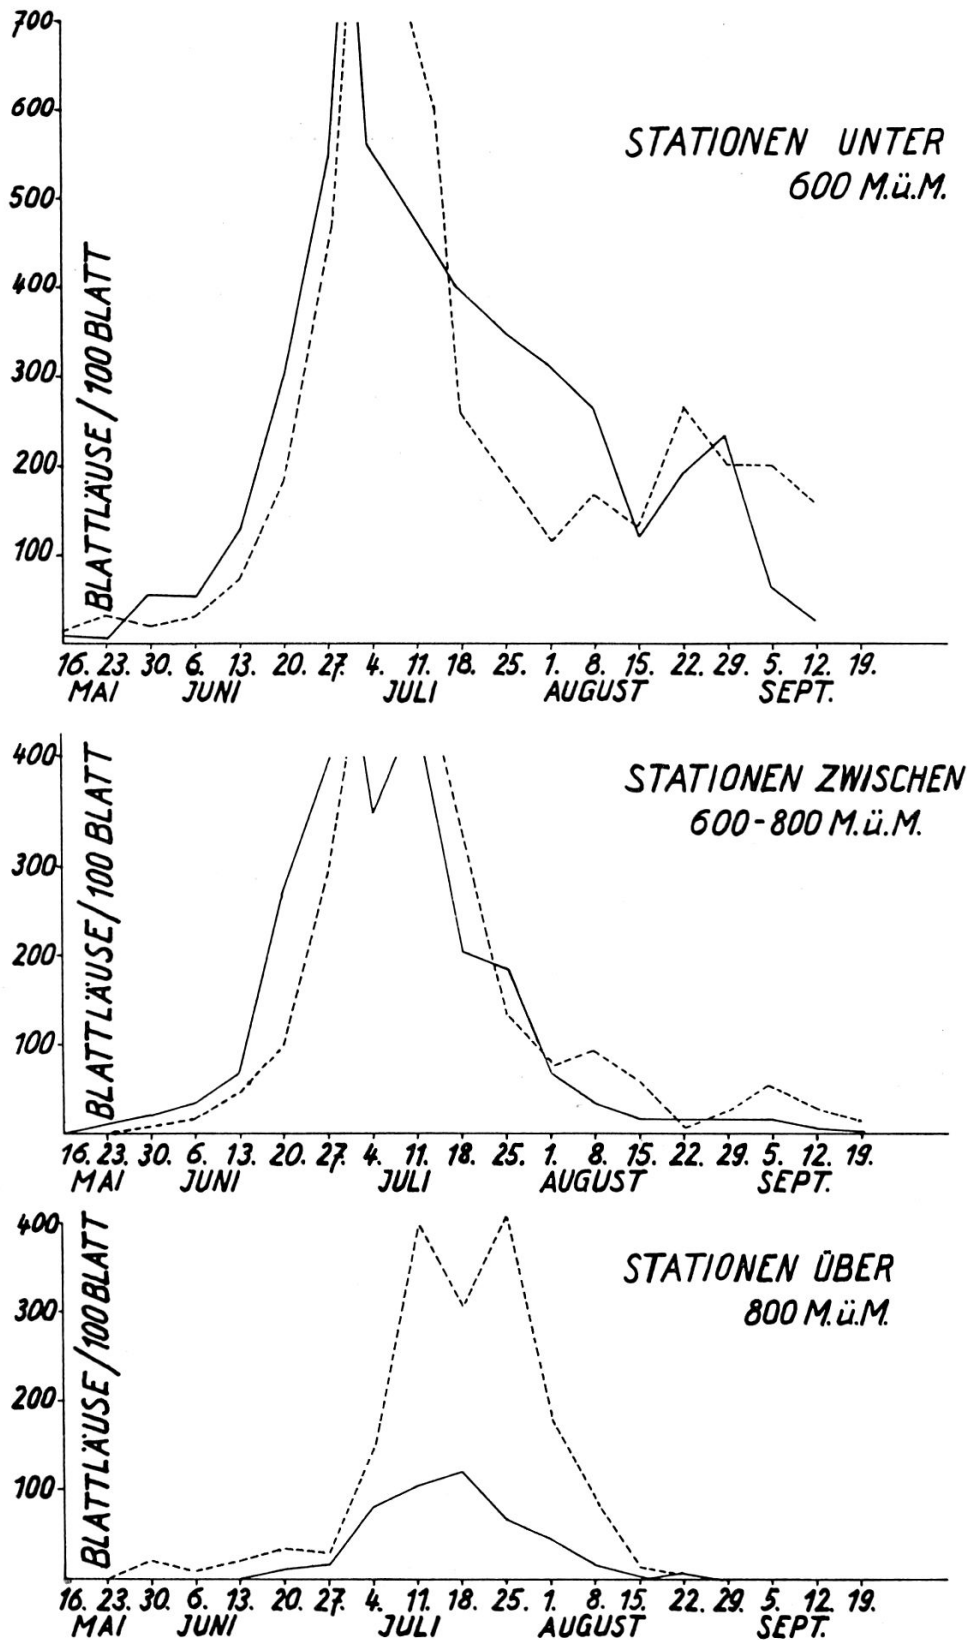 700
600
500
400
300
200
100
BLATTLÄUSE/100 BLATT
STATIONEN UNTER
600 M.ü.M.
16. 23. 30. 6. 13. 20. 27. 4. 11. 18. 25. 1. 8. 15. 22. 29. 5. 12. 19.
MAI JUNI JULI AUGUST SEPT.
400
300
200
100
BLATTLÄUSE/100 BLATT
STATIONEN ZWISCHEN
600-800 M.ü.M.
16. 23. 30. 6. 13. 20. 27. 4. 11. 18. 25. 1. 8. 15. 22. 29. 5. 12. 19.
MAI JUNI JULI AUGUST SEPT.
400
300
200
100
BLATTLÄUSE/100 BLATT
STATIONEN ÜBER
800 M.ü.M.
16. 23. 30. 6. 13. 20. 27. 4. 11. 18. 25. 1. 8. 15. 22. 29. 5. 12. 19.
MAI JUNI JULI AUGUST SEPT.